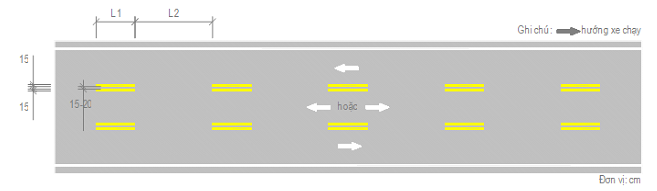 L1 L2
Ghi chú: hướng xe chạy
15
15 15-20
hoặc
Đơn vị: cm